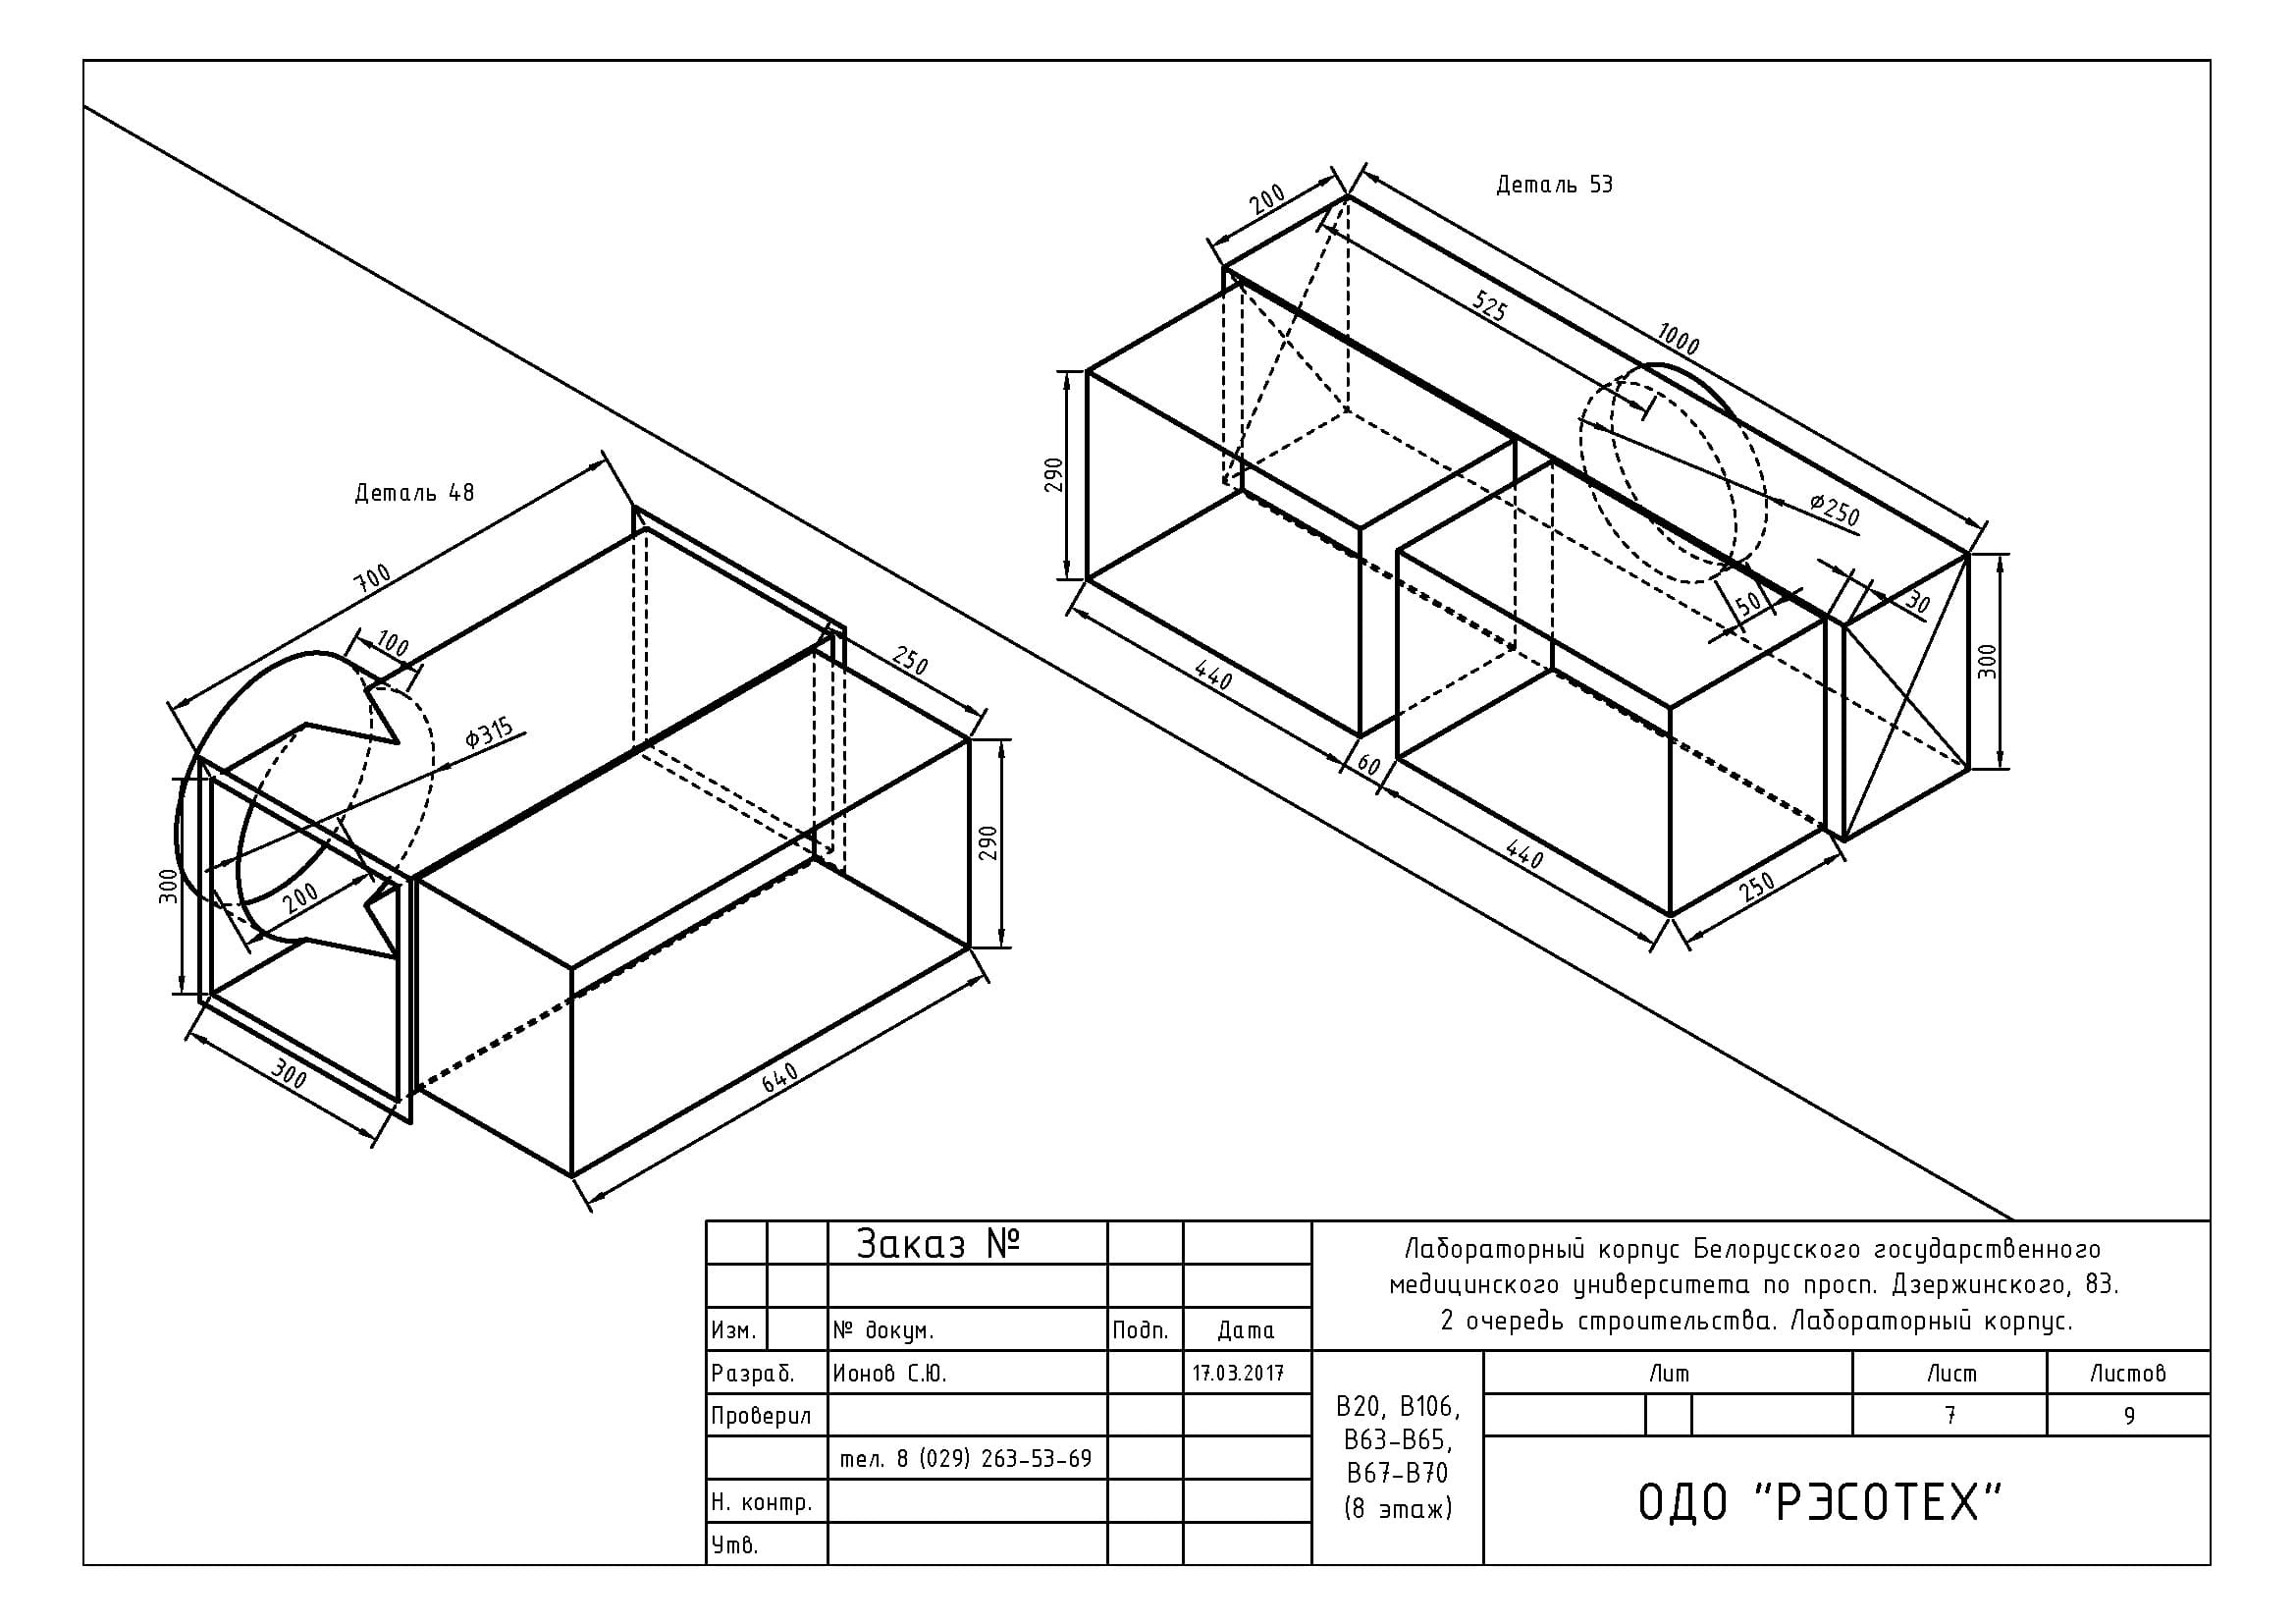 Деталь 53
200
525
1000
290
ø250
50
30
300
440
60
440
250
Деталь 48
700
100
ø315
250
290
300
200
300
640
Заказ №
Изм.
№ докум.
Подп.
Дата
Разраб.
Ионов С.Ю.
17.03.2017
Проверил
тел. 8 (029) 263-53-69
Н. контр.
Утв.
Лабораторный корпус Белорусского государственного
медицинского университета по просп. Дзержинского, 83.
2 очередь строительства. Лабораторный корпус.
В20, В106,
В63-В65,
В67-В70
(8 этаж)
Лит
Лист
Листов
7
9
ОДО "РЭСОТЕХ"